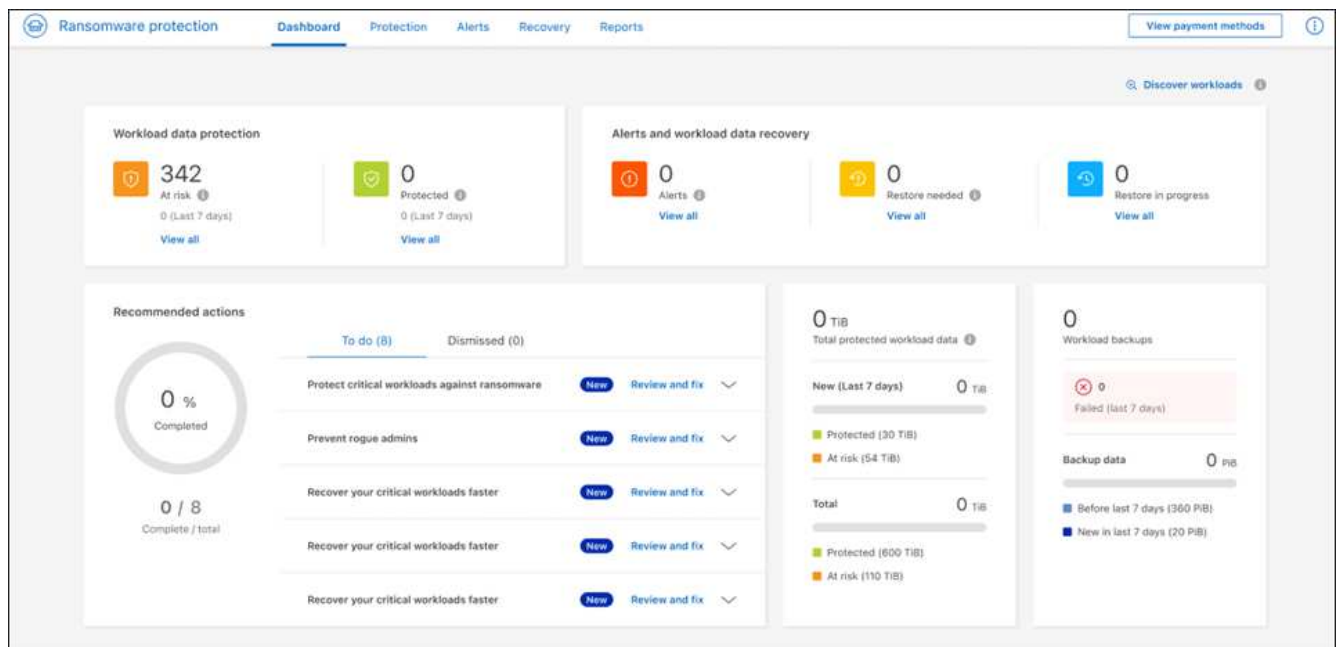 Ransomware protection
Dashboard
Protection
Alerts
Recovery
Reports
View payment methods
Discover workloads
Workload data protection
342
At risk
0 (Last 7 days)
View all
0
Protected
0 (Last 7 days)
View all
Alerts and workload data recovery
0
Alerts
View all
0
Restore needed
View all
0
Restore in progress
View all
Recommended actions
0 %
Completed
0 / 8
Complete / total
To do (8)
Dismissed (0)
Protect critical workloads against ransomware New Review and fix
Prevent rogue admins New Review and fix
Recover your critical workloads faster New Review and fix
Recover your critical workloads faster New Review and fix
Recover your critical workloads faster New Review and fix
0 TiB
Total protected workload data
New (Last 7 days) 0 TiB
Protected (30 TiB)
At risk (54 TiB)
Total 0 TiB
Protected (600 TiB)
At risk (110 TiB)
0
Workload backups
0
Failed (last 7 days)
Backup data 0 PiB
Before last 7 days (360 PiB)
New in last 7 days (20 PiB)